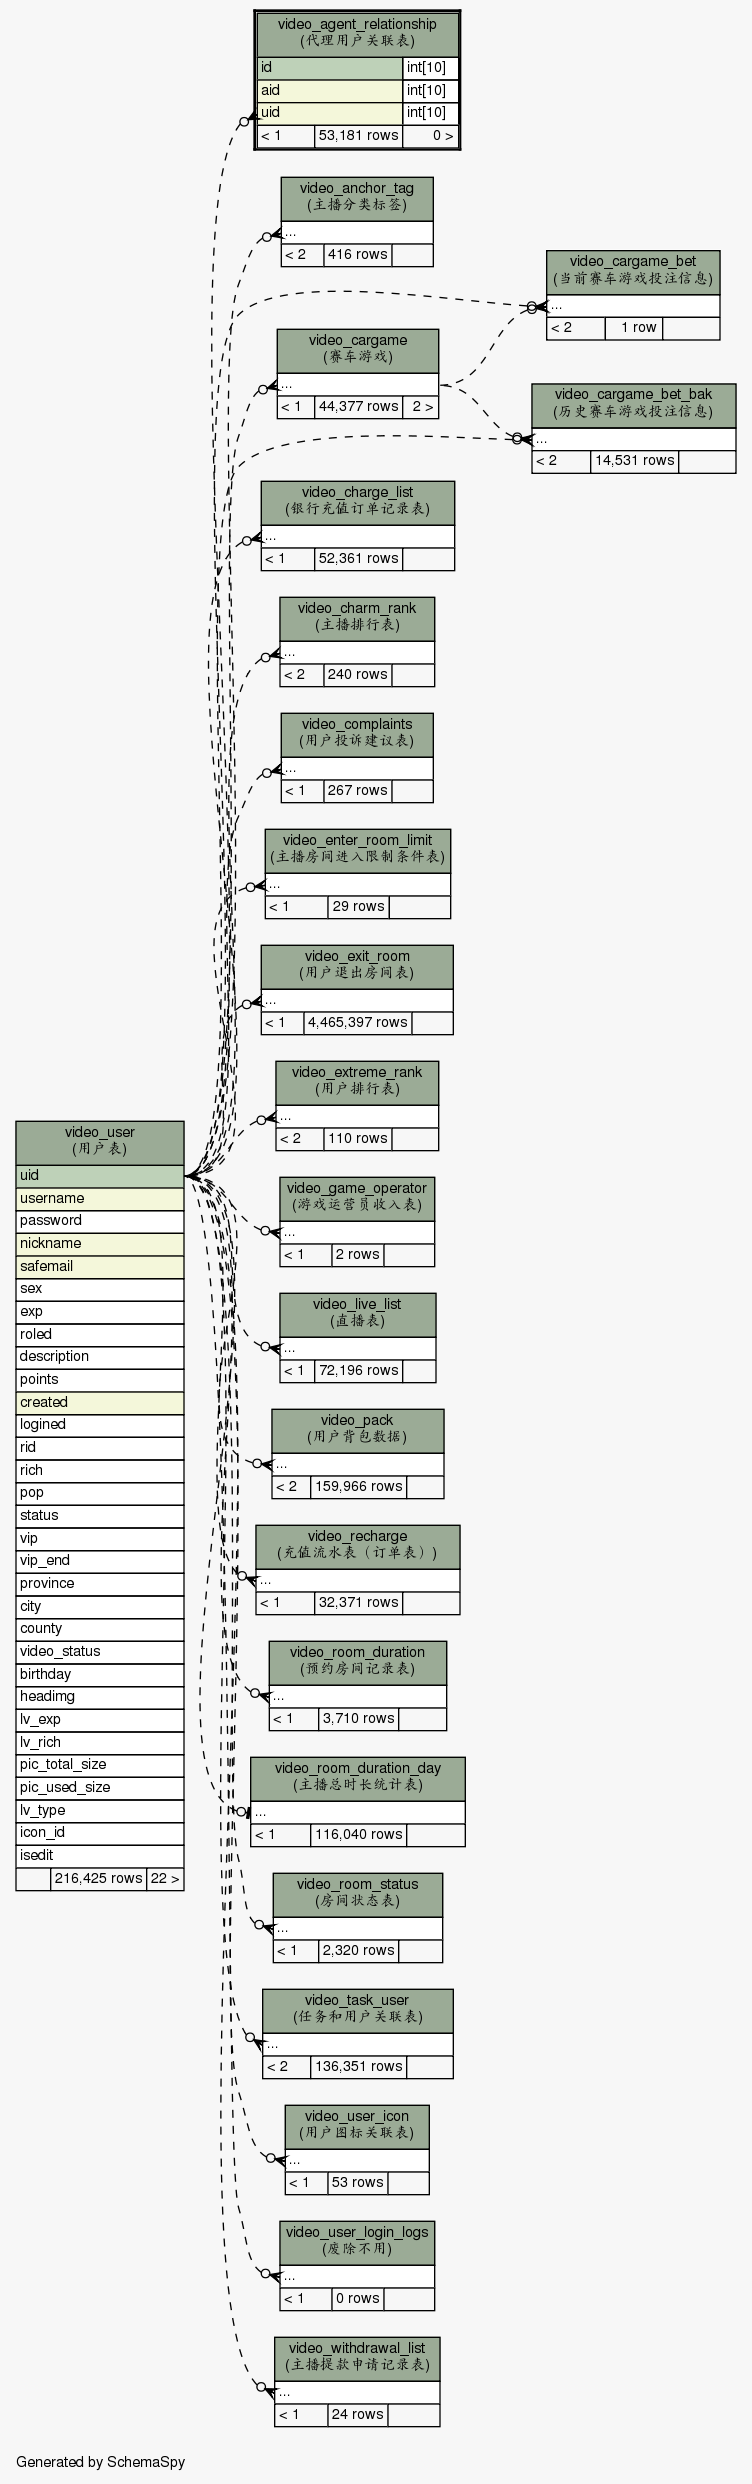 video_agent_relationship
(代理用户关联表)
id int[10]
aid int[10]
uid int[10]
< 1 53,181 rows 0 >
video_anchor_tag
(主播分类标签)
...
< 2 416 rows
video_cargame_bet
(当前赛车游戏投注信息)
...
< 2 1 row
video_cargame
(赛车游戏)
...
< 1 44,377 rows 2 >
video_cargame_bet_bak
(历史赛车游戏投注信息)
...
< 2 14,531 rows
video_charge_list
(银行充值订单记录表)
...
< 1 52,361 rows
video_charm_rank
(主播排行表)
...
< 2 240 rows
video_complaints
(用户投诉建议表)
...
< 1 267 rows
video_enter_room_limit
(主播房间进入限制条件表)
...
< 1 29 rows
video_exit_room
(用户退出房间表)
...
< 1 4,465,397 rows
video_extreme_rank
(用户排行表)
...
< 2 110 rows
video_user
(用户表)
uid
username
password
nickname
safemail
sex
exp
roled
description
points
created
logined
rid
rich
pop
status
vip
vip_end
province
city
county
video_status
birthday
headimg
lv_exp
lv_rich
pic_total_size
pic_used_size
lv_type
icon_id
isedit
216,425 rows 22 >
video_game_operator
(游戏运营员收入表)
...
< 1 2 rows
video_live_list
(直播表)
...
< 1 72,196 rows
video_pack
(用户背包数据)
...
< 2 159,966 rows
video_recharge
(充值流水表（订单表）)
...
< 1 32,371 rows
video_room_duration
(预约房间记录表)
...
< 1 3,710 rows
video_room_duration_day
(主播总时长统计表)
...
< 1 116,040 rows
video_room_status
(房间状态表)
...
< 1 2,320 rows
video_task_user
(任务和用户关联表)
...
< 2 136,351 rows
video_user_icon
(用户图标关联表)
...
< 1 53 rows
video_user_login_logs
(废除不用)
...
< 1 0 rows
video_withdrawal_list
(主播提款申请记录表)
...
< 1 24 rows
Generated by SchemaSpy